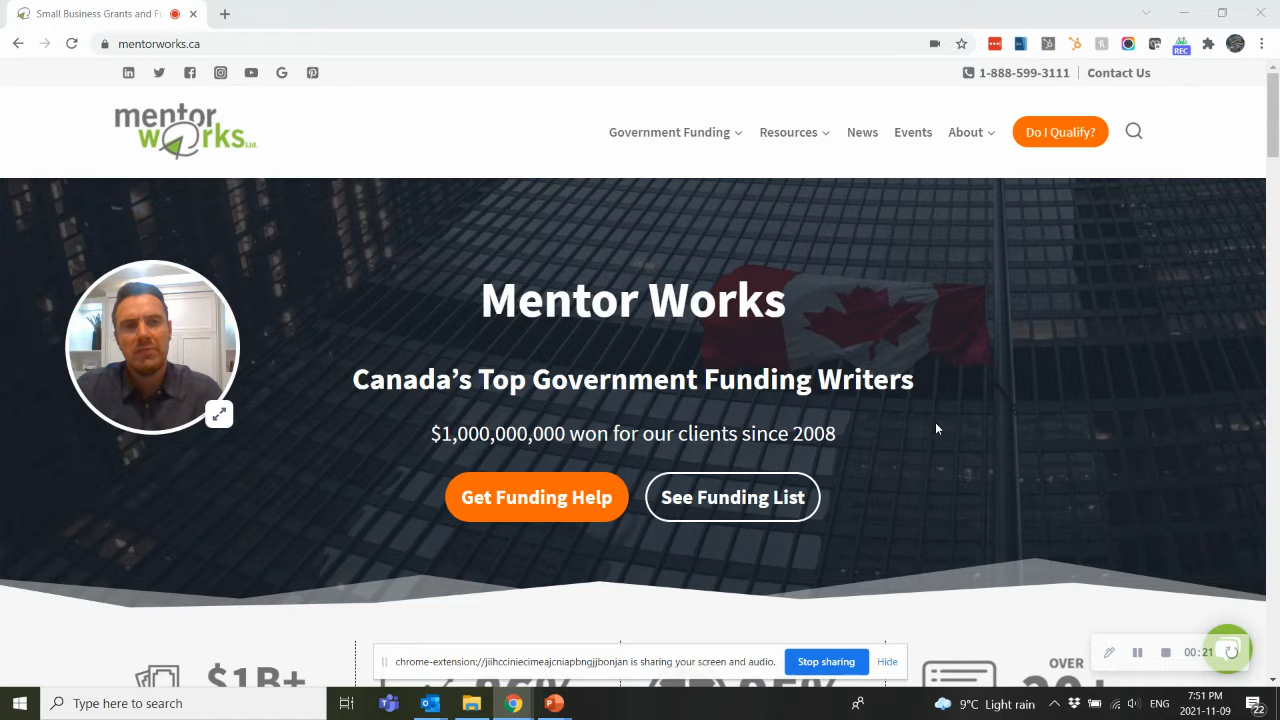 Small Business Grants and Fu
mentorworks.ca
REC
1-888-599-3111
Contact Us
mentor
works Ltd.
Government Funding
Resources
News
Events
About
Do I Qualify?
Mentor Works
Canada's Top Government Funding Writers
$1,000,000,000 won for our clients since 2008
Get Funding Help
See Funding List
chrome-extension://jiihcciniecimeajcniapbngjjbonjan is sharing your screen and audio.
Stop sharing
Hide
00:21
$1B+
OVER
Type here to search
9°C Light rain
ENG
7:51 PM
2021-11-09
22